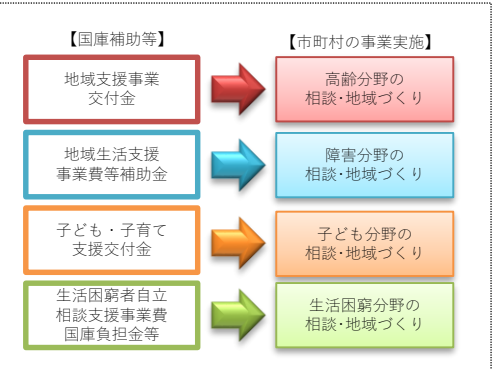 【国庫補助等】
【市町村の事業実施】
地域支援事業
交付金
高齢分野の
相談・地域づくり
地域生活支援
事業費等補助金
障害分野の
相談・地域づくり
子ども・子育て
支援交付金
子ども分野の
相談・地域づくり
生活困窮者自立
相談支援事業費
国庫負担金等
生活困窮分野の
相談・地域づくり